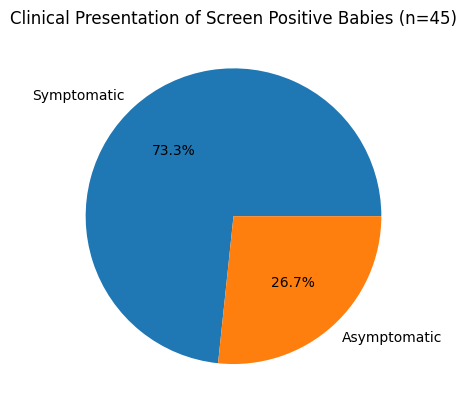 Clinical Presentation of Screen Positive Babies (n=45)
Symptomatic
73.3%
26.7%
Asymptomatic